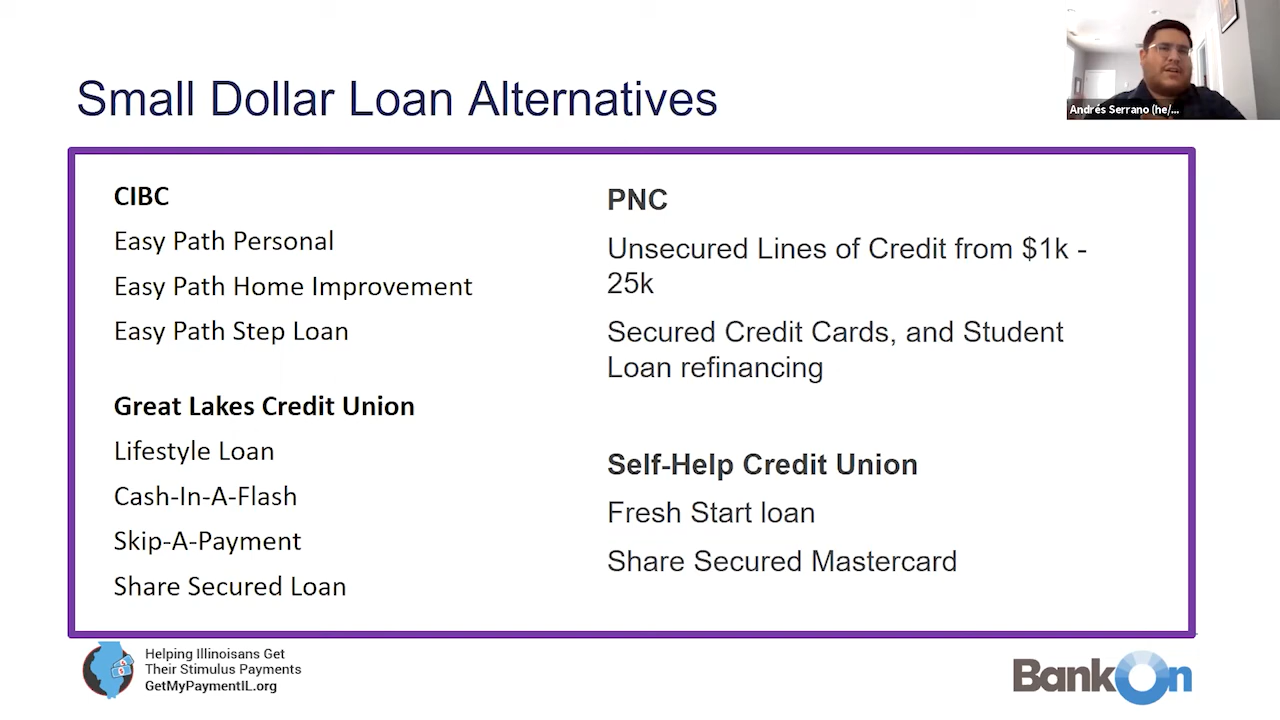 Small Dollar Loan Alternatives
Andrés Serrano (he/...
CIBC
Easy Path Personal
Easy Path Home Improvement
Easy Path Step Loan
Great Lakes Credit Union
Lifestyle Loan
Cash-In-A-Flash
Skip-A-Payment
Share Secured Loan
PNC
Unsecured Lines of Credit from $1k -
25k
Secured Credit Cards, and Student
Loan refinancing
Self-Help Credit Union
Fresh Start loan
Share Secured Mastercard
Helping Illinoisans Get
Their Stimulus Payments
GetMyPaymentIL.org
BankOn